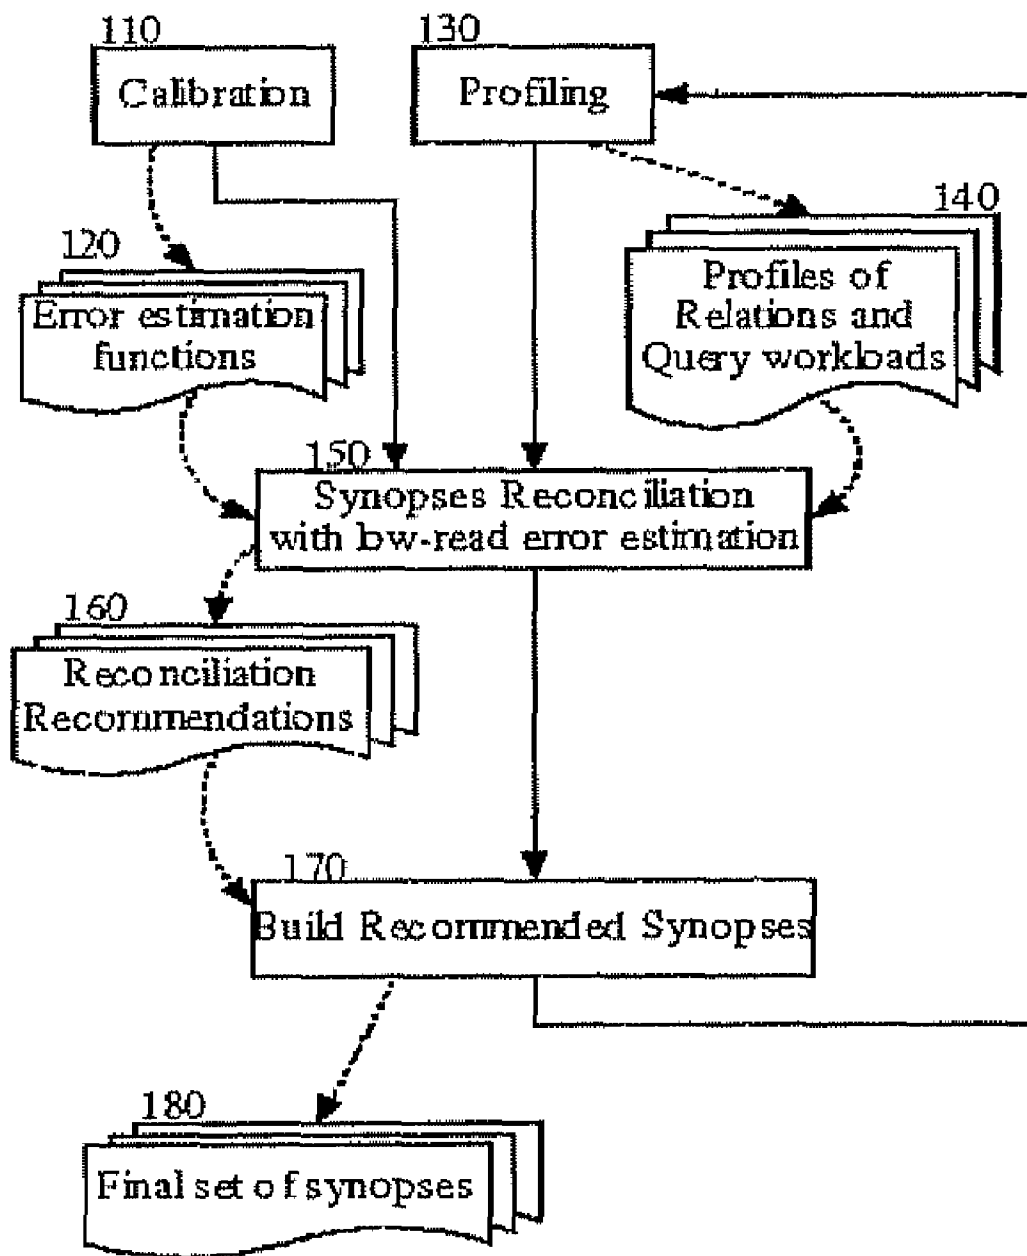 110
Calibration
130
Profiling
120
Error estimation
functions
140
Profiles of
Relations and
Query workloads
150
Synopses Reconciliation
with low-read error estimation
160
Reconciliation
Recommendations
170
Build Recommended Synopses
180
Final set of synopses